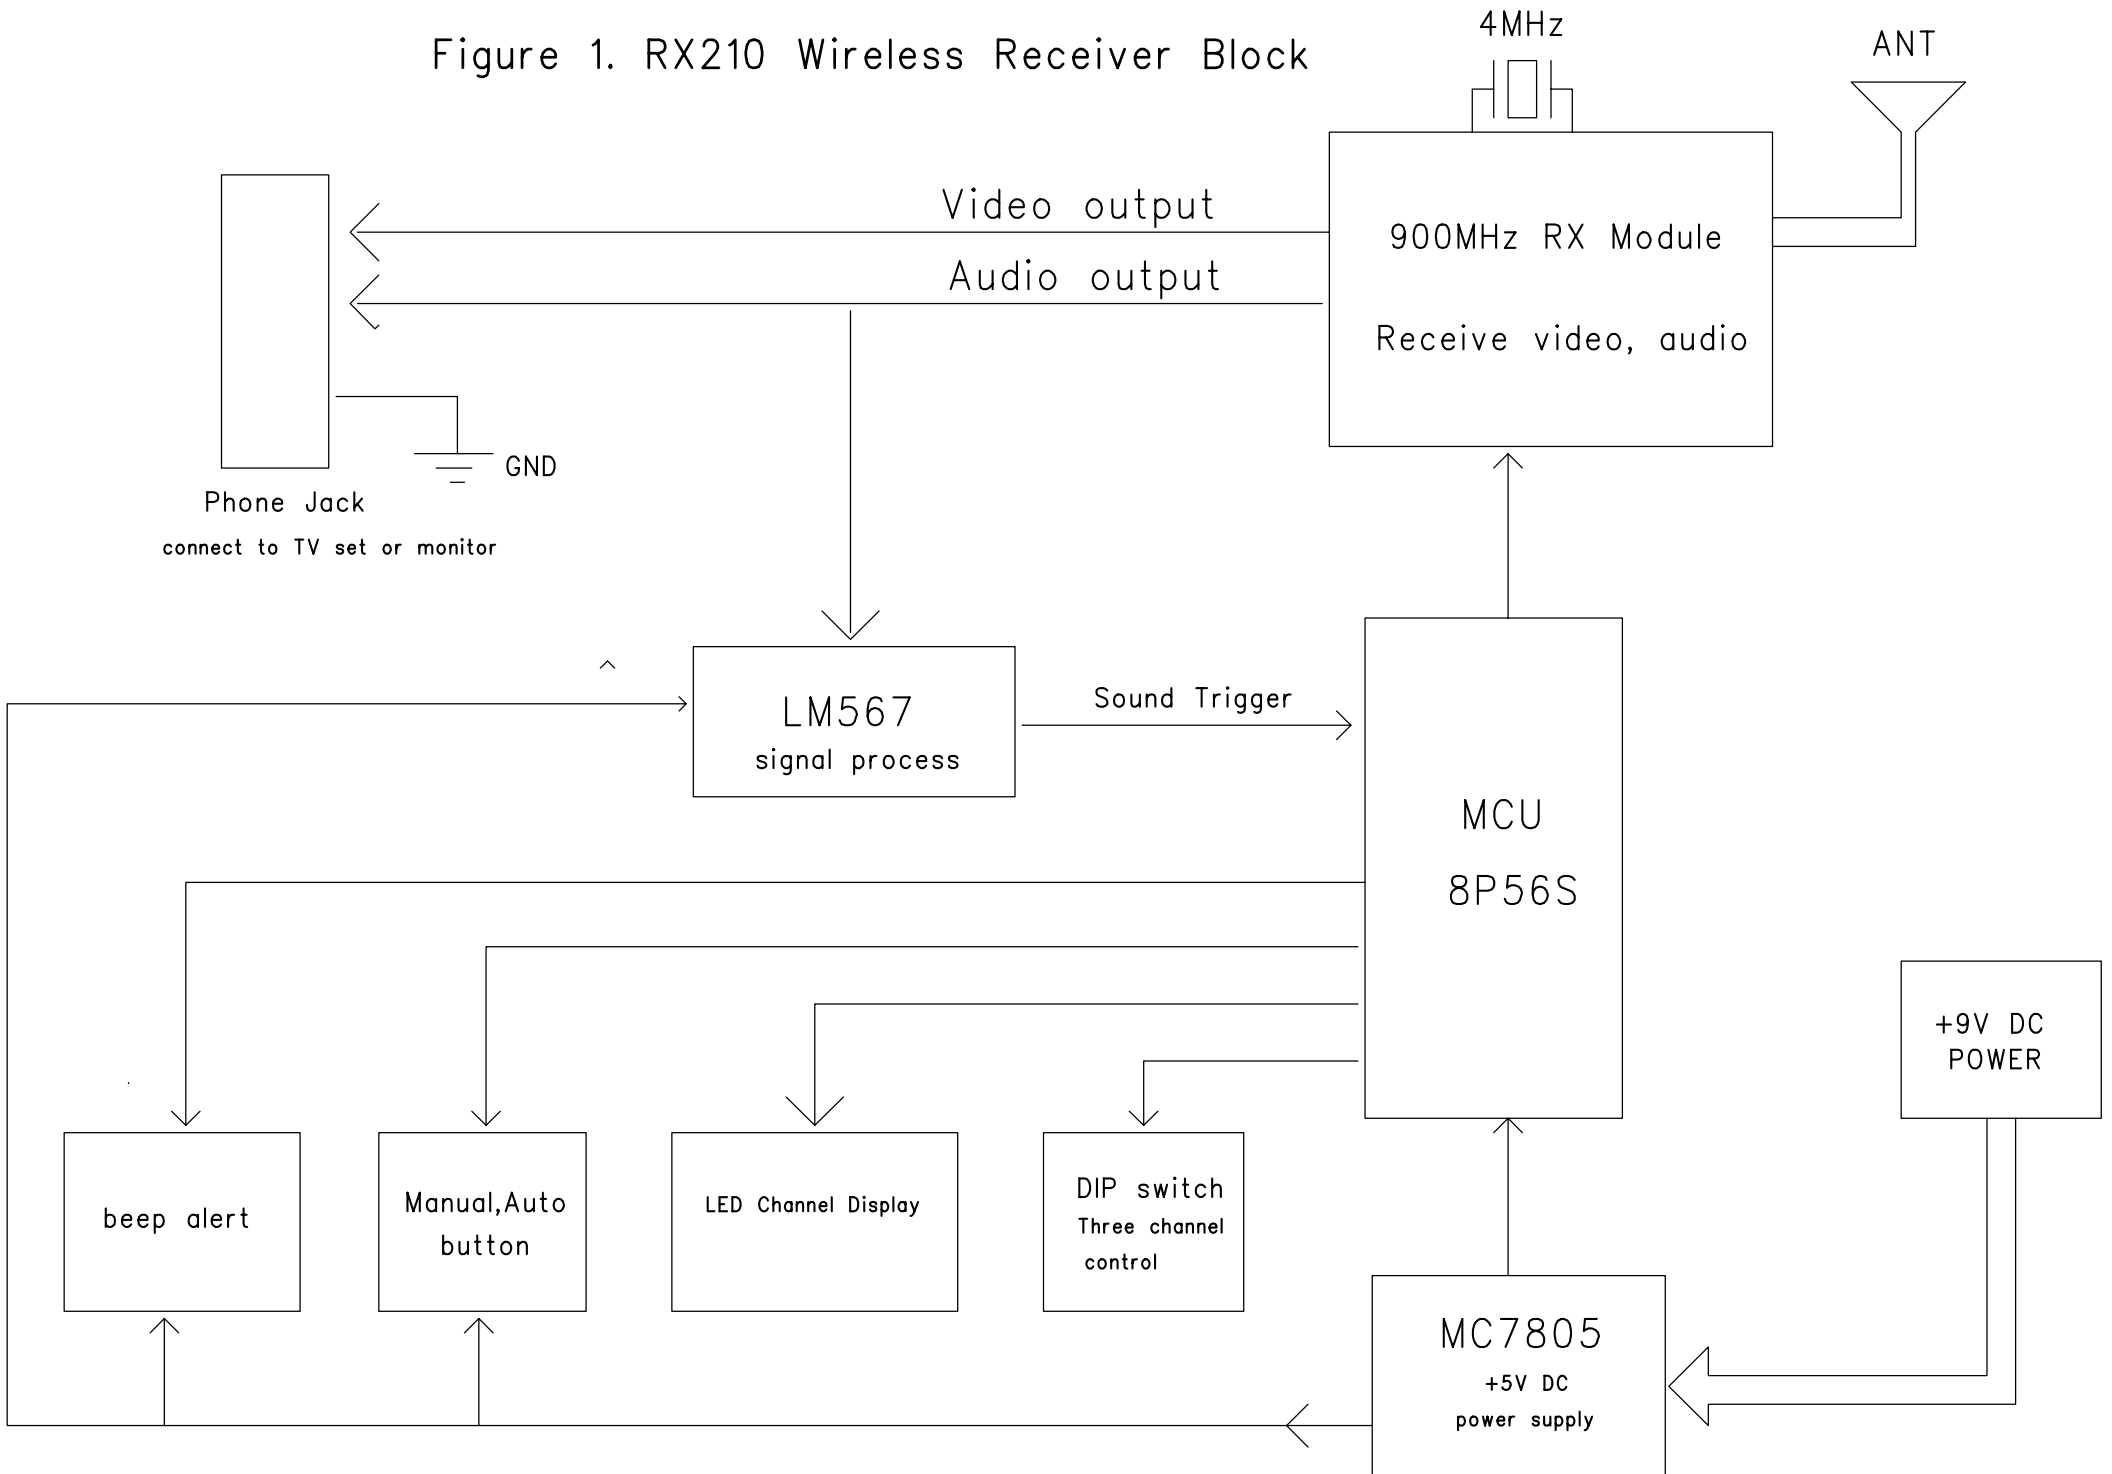 Figure 1. RX210 Wireless Receiver Block
4MHz
ANT
Video output
Audio output
900MHz RX Module
Receive video, audio
GND
Phone Jack
connect to TV set or monitor
LM567
signal process
Sound Trigger
MCU
8P56S
+9V DC
POWER
beep alert
Manual,Auto
button
LED Channel Display
DIP switch
Three channel
control
MC7805
+5V DC
power supply